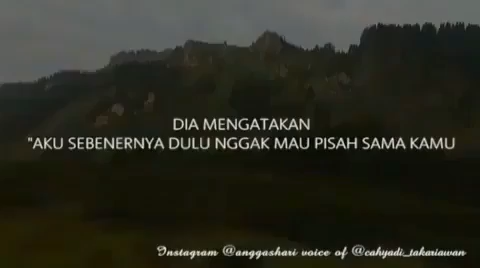 DIA MENGATAKAN
"AKU SEBENERNYA DULU NGGAK MAU PISAH SAMA KAMU
Instagram @anggashari voice of @cahyadi_takariawan